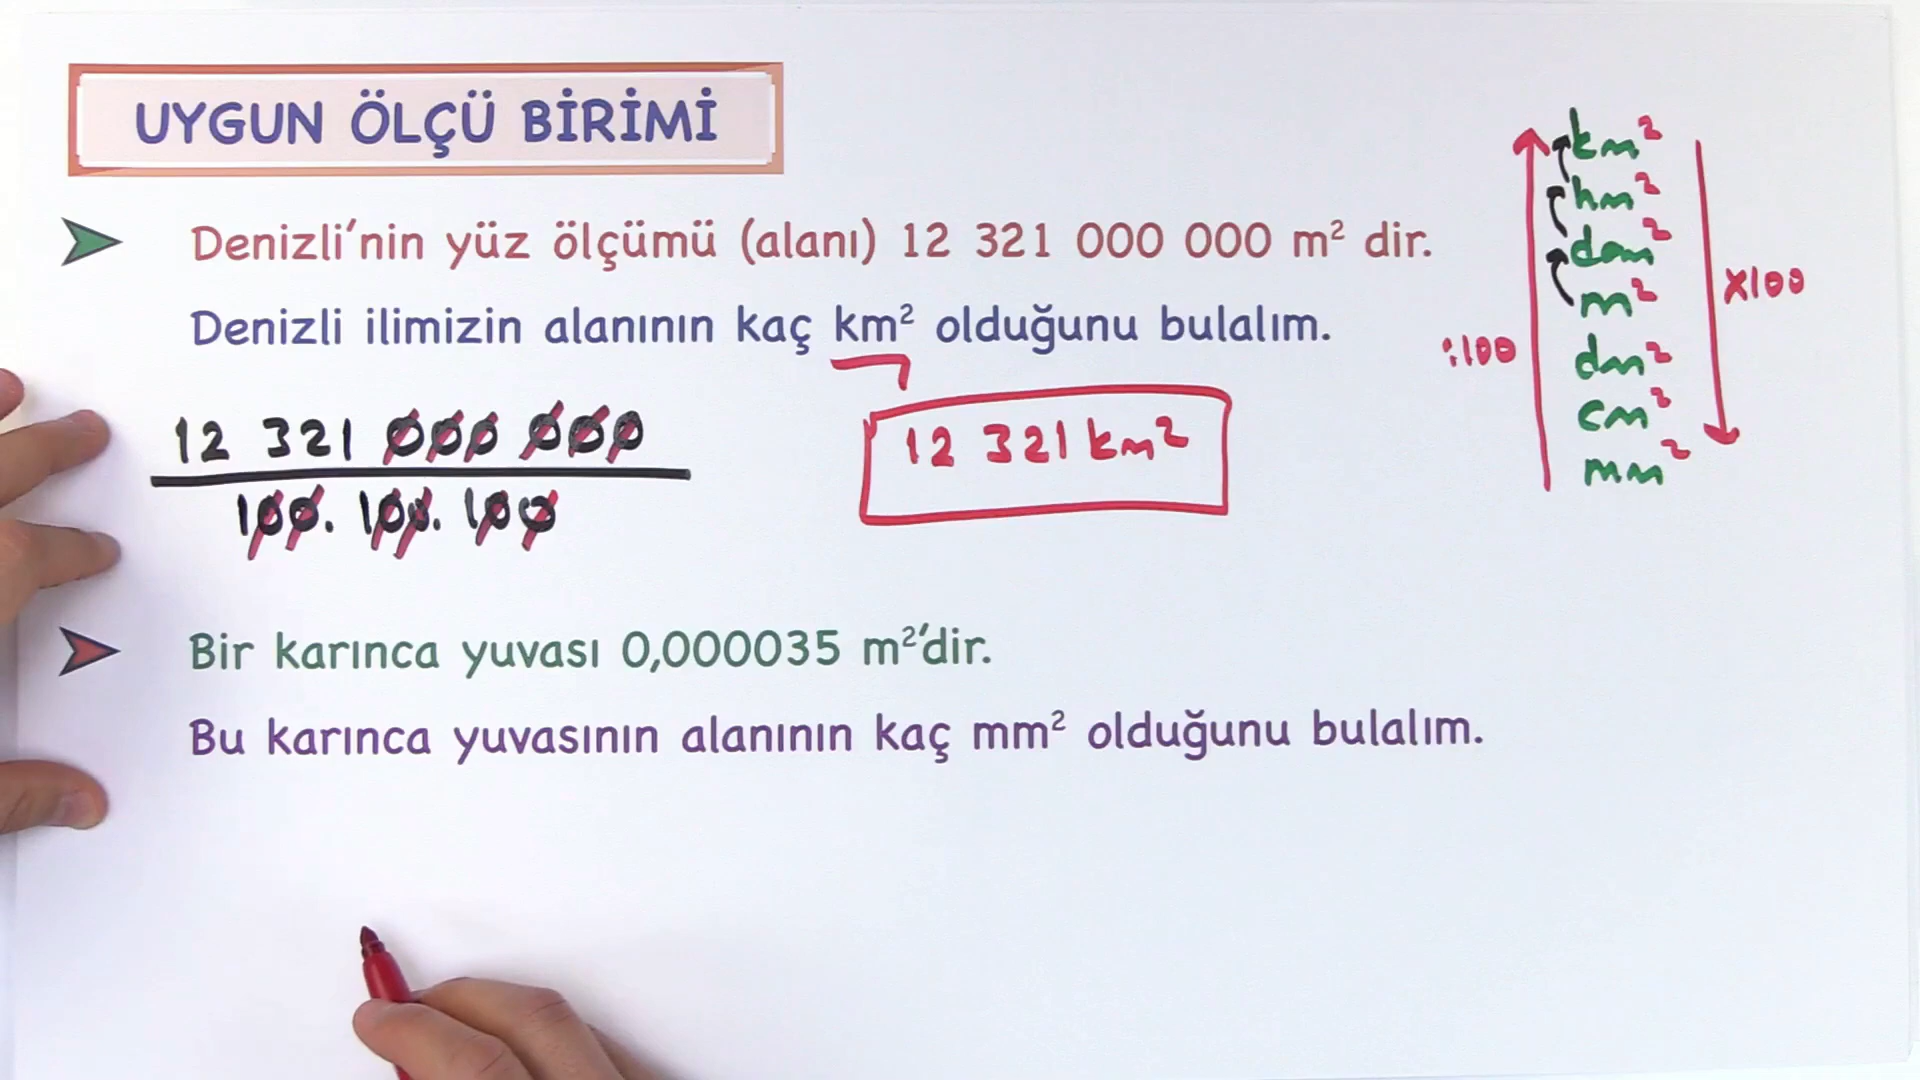 UYGUN ÖLÇÜ BİRİMİ
Denizli'nin yüz ölçümü (alanı) 12 321 000 000 m² dir.
Denizli ilimizin alanının kaç km² olduğunu bulalım.
12 321 000 000
100. 100. 100
12 321 km²
km²
hm²
dam²
m²
dm²
cm²
mm²
:100
x100
Bir karınca yuvası 0,000035 m²'dir.
Bu karınca yuvasının alanının kaç mm² olduğunu bulalım.